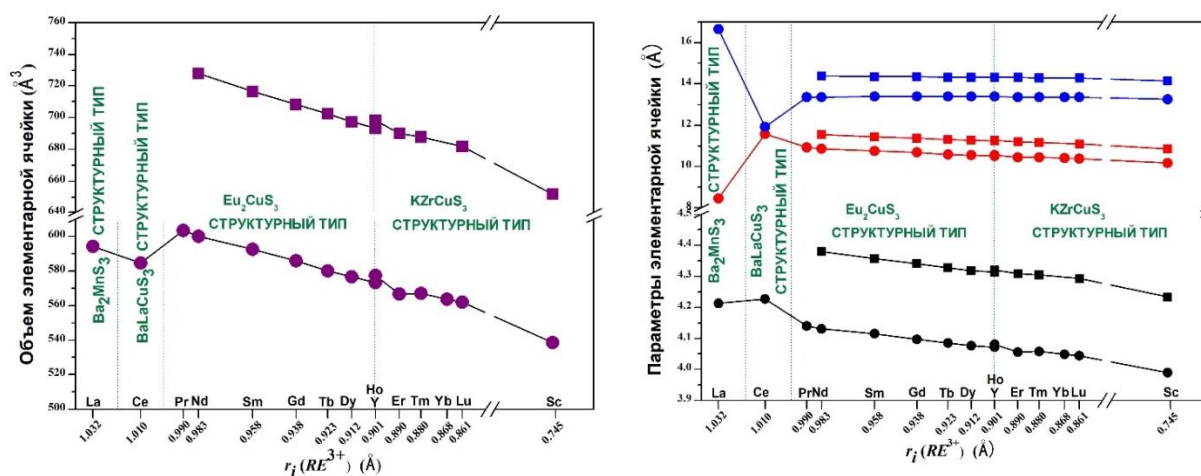 Объем элементарной ячейки (Å³)
760
740
720
700
680
660
640
600
580
560
540
520
500
Ba₂MnS₃ СТРУКТУРНЫЙ ТИП
BaLaCuS₃ СТРУКТУРНЫЙ ТИП
Eu₂CuS₃
СТРУКТУРНЫЙ ТИП
KZrCuS₃
СТРУКТУРНЫЙ ТИП
La Ce Pr Nd Sm Gd Tb Dy Ho Y Er Tm Yb Lu Sc
1.032 1.010 0.990 0.983 0.958 0.938 0.923 0.912 0.901 0.890 0.880 0.868 0.861 0.745
rᵢ(RE³⁺) (Å)
Параметры элементарной ячейки (Å)
16
14
12
10
8
4.5
4.4
4.3
4.2
4.1
4.0
3.9
Ba₂MnS₃ СТРУКТУРНЫЙ ТИП
BaLaCuS₃
СТРУКТУРНЫЙ ТИП
Eu₂CuS₃
СТРУКТУРНЫЙ ТИП
KZrCuS₃
СТРУКТУРНЫЙ ТИП
La Ce Pr Nd Sm Gd Tb Dy Ho Y Er Tm Yb Lu Sc
1.032 1.010 0.990 0.983 0.958 0.938 0.923 0.912 0.901 0.890 0.880 0.868 0.861 0.745
rᵢ(RE³⁺) (Å)